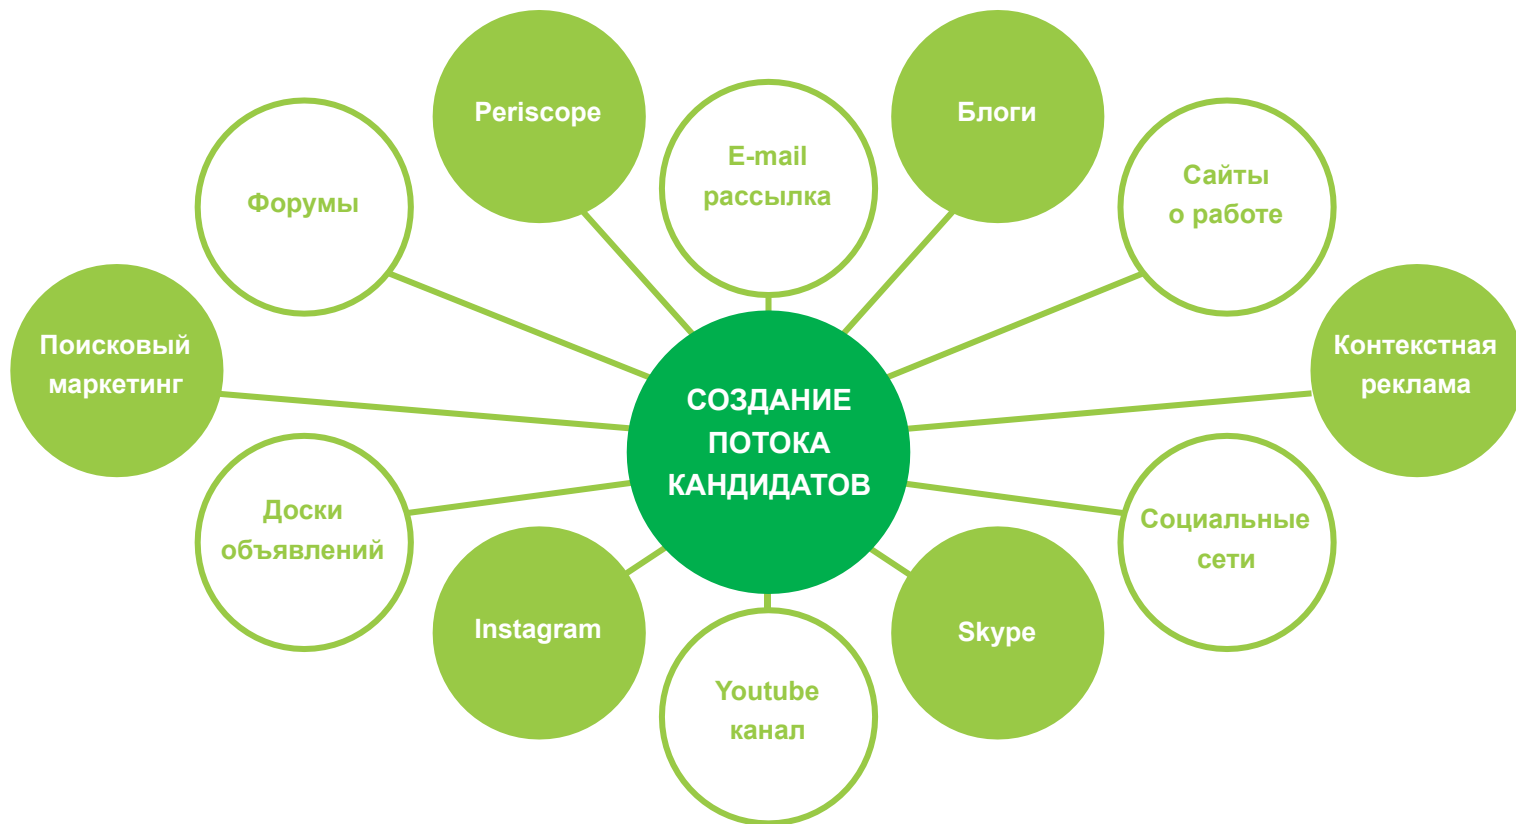 Periscope
Блоги
E-mail
рассылка
Форумы
Сайты
о работе
Поисковый
маркетинг
Контекстная
реклама
СОЗДАНИЕ
ПОТОКА
КАНДИДАТОВ
Доски
объявлений
Социальные
сети
Instagram
Skype
Youtube
канал